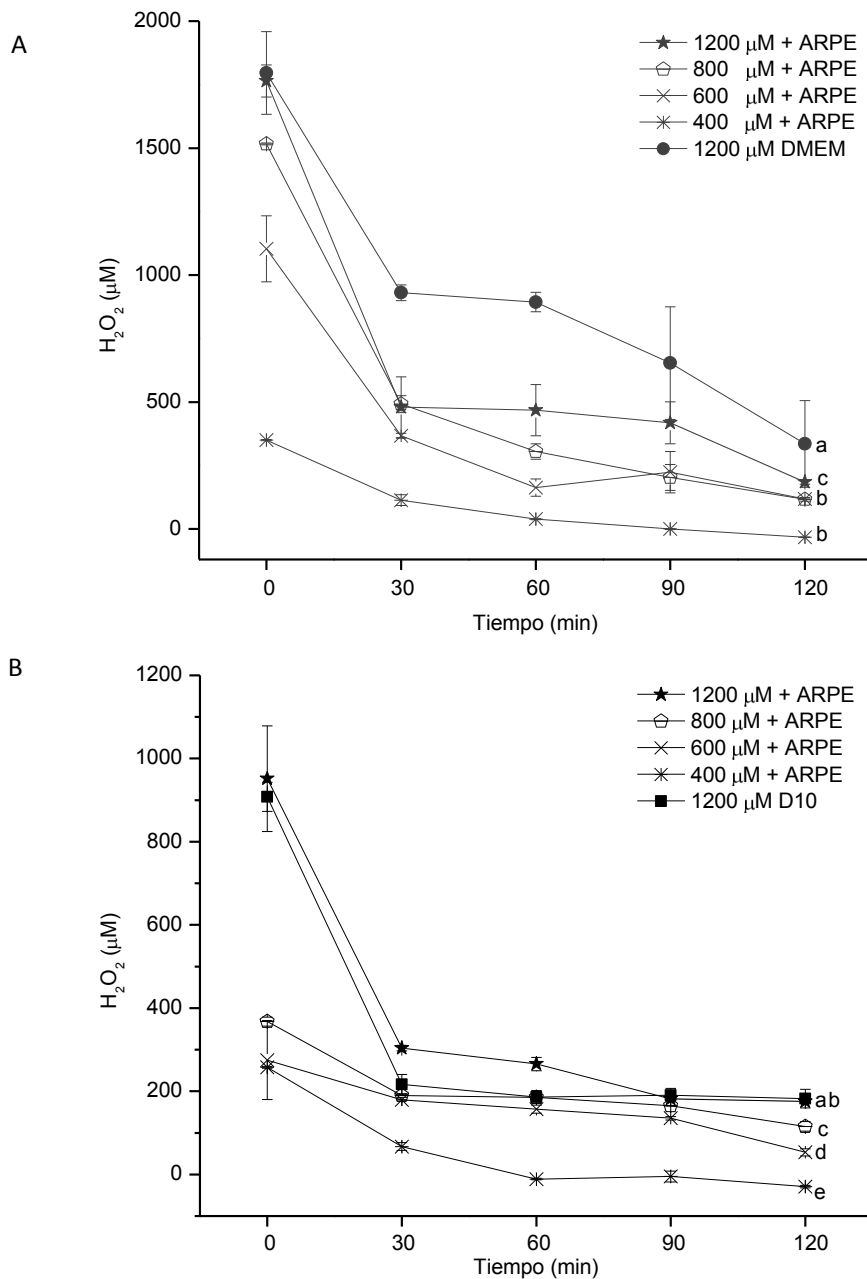 A
2000
1500
1000
500
0
H₂O₂ (μM)
1200 μM + ARPE
800 μM + ARPE
600 μM + ARPE
400 μM + ARPE
1200 μM DMEM
a
c
b
b
0 30 60 90 120
Tiempo (min)
B
1200
1000
800
600
400
200
0
H₂O₂ (μM)
1200 μM + ARPE
800 μM + ARPE
600 μM + ARPE
400 μM + ARPE
1200 μM D10
ab
c
d
e
0 30 60 90 120
Tiempo (min)